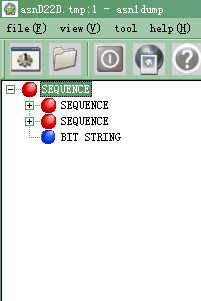 asnD22D.tmp:1 - asn1dump
file(F) view(V) tool help(H)
SEQUENCE
SEQUENCE
SEQUENCE
BIT STRING